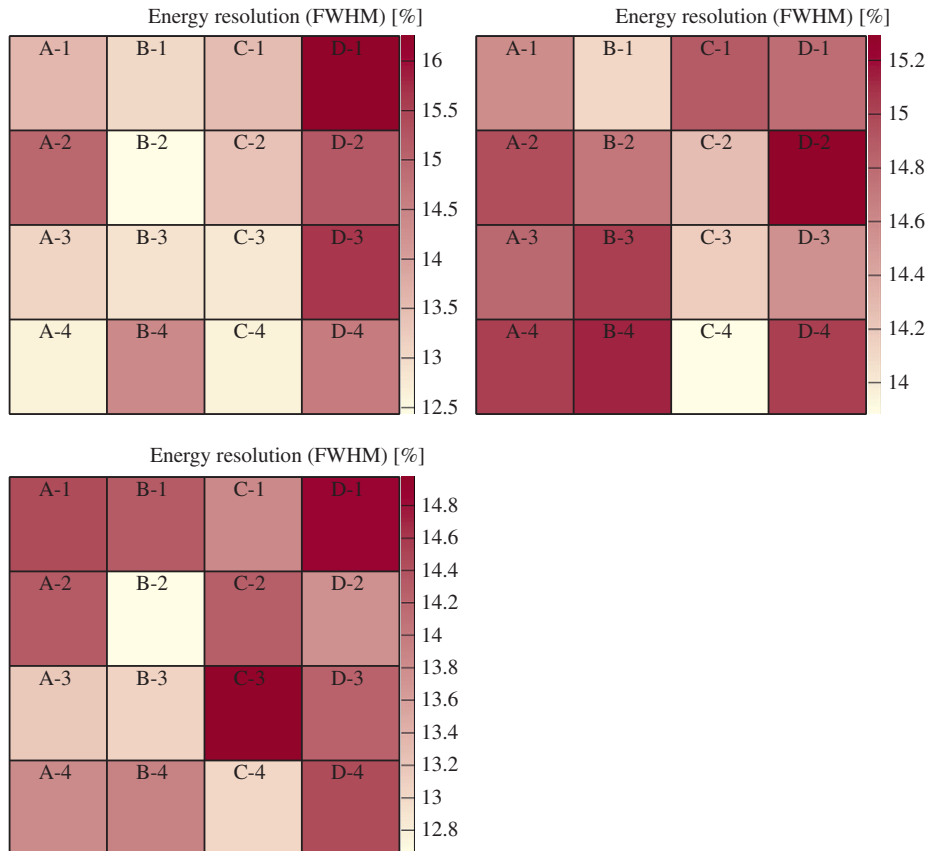 Energy resolution (FWHM) [%]
A-1 B-1 C-1 D-1
A-2 B-2 C-2 D-2
A-3 B-3 C-3 D-3
A-4 B-4 C-4 D-4
16
15.5
15
14.5
14
13.5
13
12.5
Energy resolution (FWHM) [%]
A-1 B-1 C-1 D-1
A-2 B-2 C-2 D-2
A-3 B-3 C-3 D-3
A-4 B-4 C-4 D-4
15.2
15
14.8
14.6
14.4
14.2
14
Energy resolution (FWHM) [%]
A-1 B-1 C-1 D-1
A-2 B-2 C-2 D-2
A-3 B-3 C-3 D-3
A-4 B-4 C-4 D-4
14.8
14.6
14.4
14.2
14
13.8
13.6
13.4
13.2
13
12.8